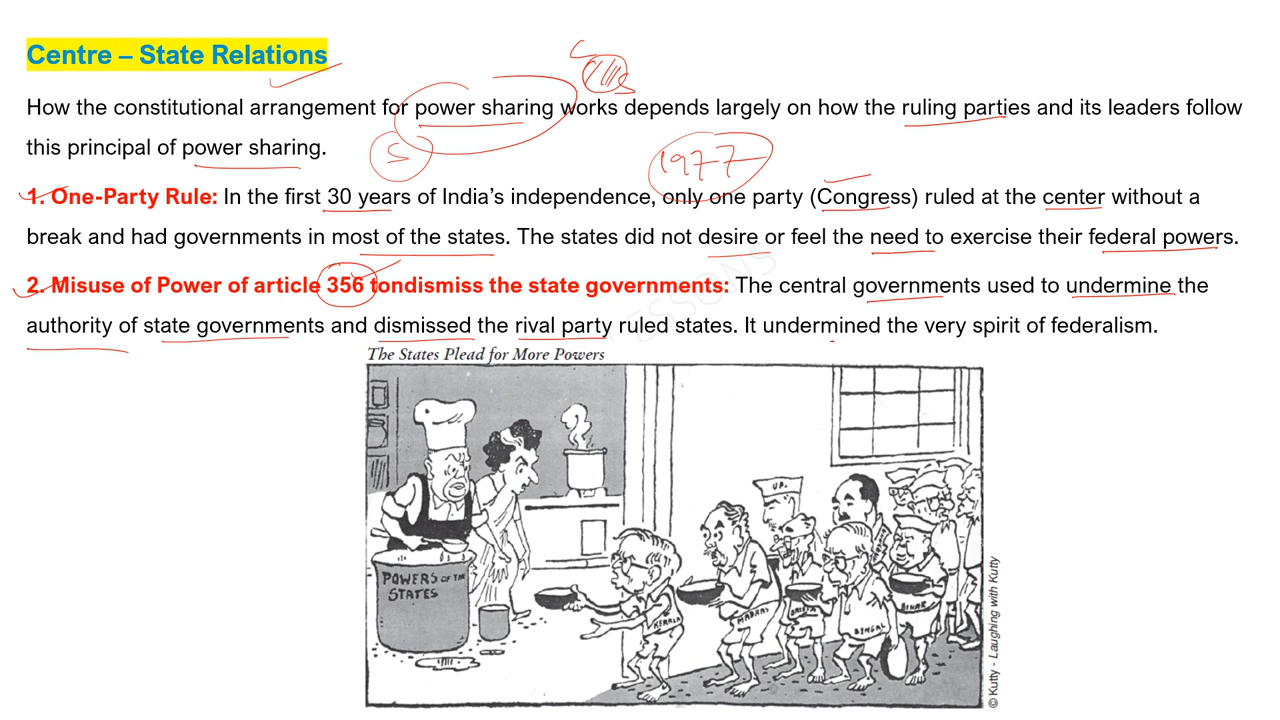 Centre – State Relations
How the constitutional arrangement for power sharing works depends largely on how the ruling parties and its leaders follow
this principal of power sharing.
S
1977
1. One-Party Rule: In the first 30 years of India’s independence, only one party (Congress) ruled at the center without a
break and had governments in most of the states. The states did not desire or feel the need to exercise their federal powers.
2. Misuse of Power of article 356 tondismiss the state governments: The central governments used to undermine the
authority of state governments and dismissed the rival party ruled states. It undermined the very spirit of federalism.
ESSONS
The States Plead for More Powers
U.P.
POWERS OF THE
STATES
KERALA
MADRAS
ORISSA
BENGAL
BIHAR
© Kutty - Laughing with Kutty